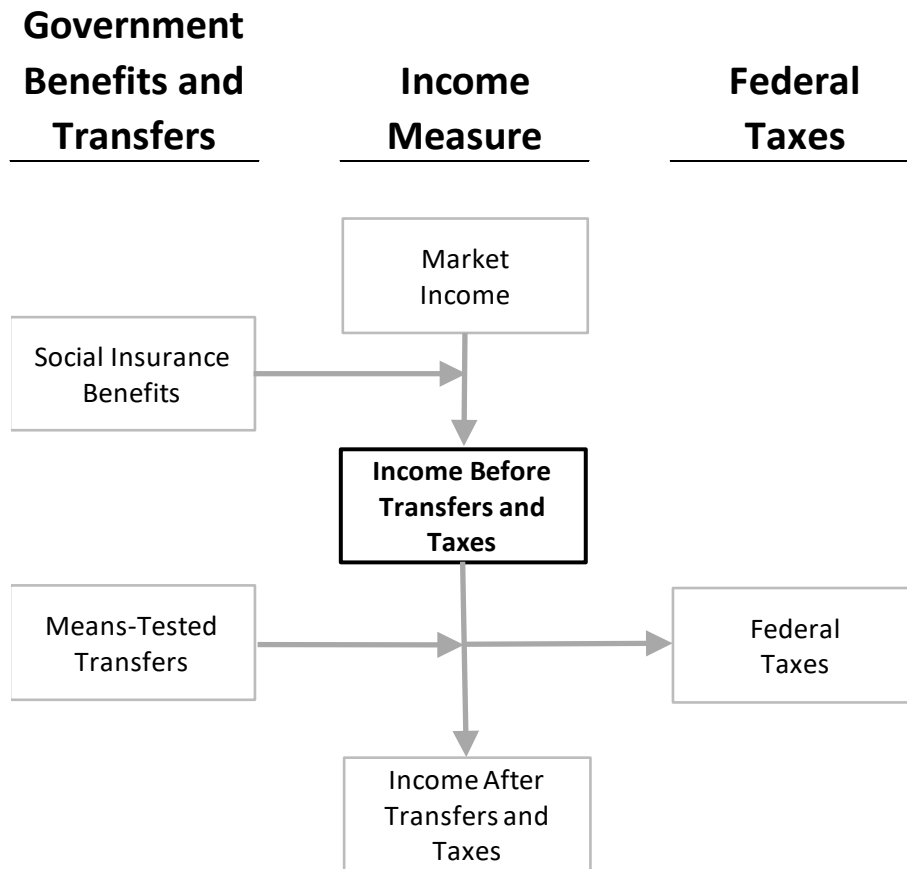 Government
Benefits and
Transfers
Income
Measure
Federal
Taxes
Market
Income
Social Insurance
Benefits
Income Before
Transfers and
Taxes
Means-Tested
Transfers
Federal
Taxes
Income After
Transfers and
Taxes